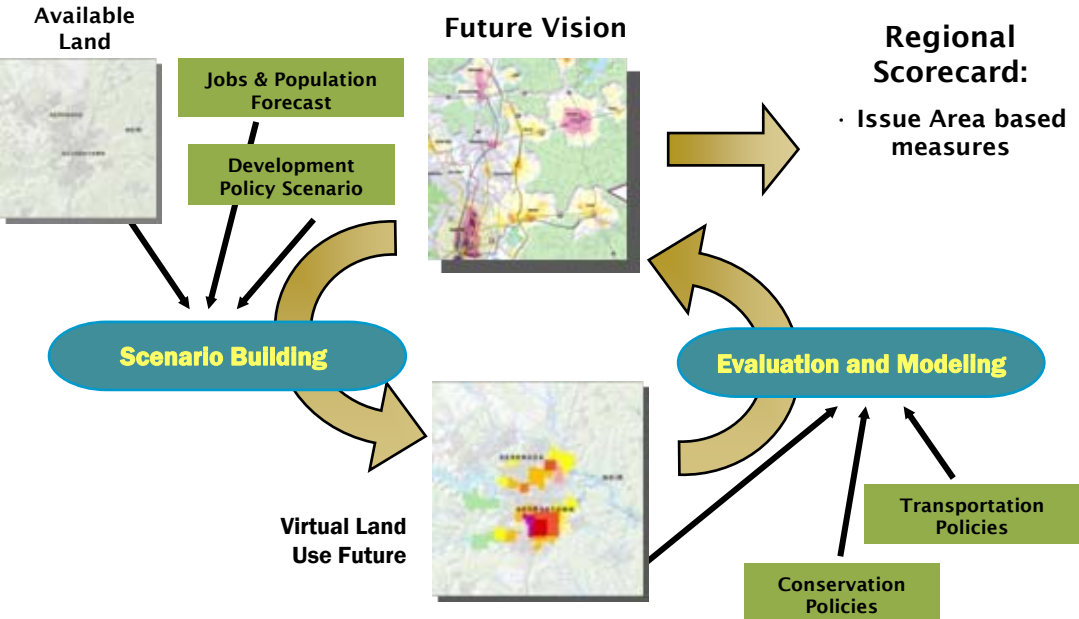 Available
Land
Jobs & Population
Forecast
Development
Policy Scenario
Future Vision
Regional
Scorecard:
· Issue Area based
measures
Scenario Building
Evaluation and Modeling
Virtual Land
Use Future
Transportation
Policies
Conservation
Policies